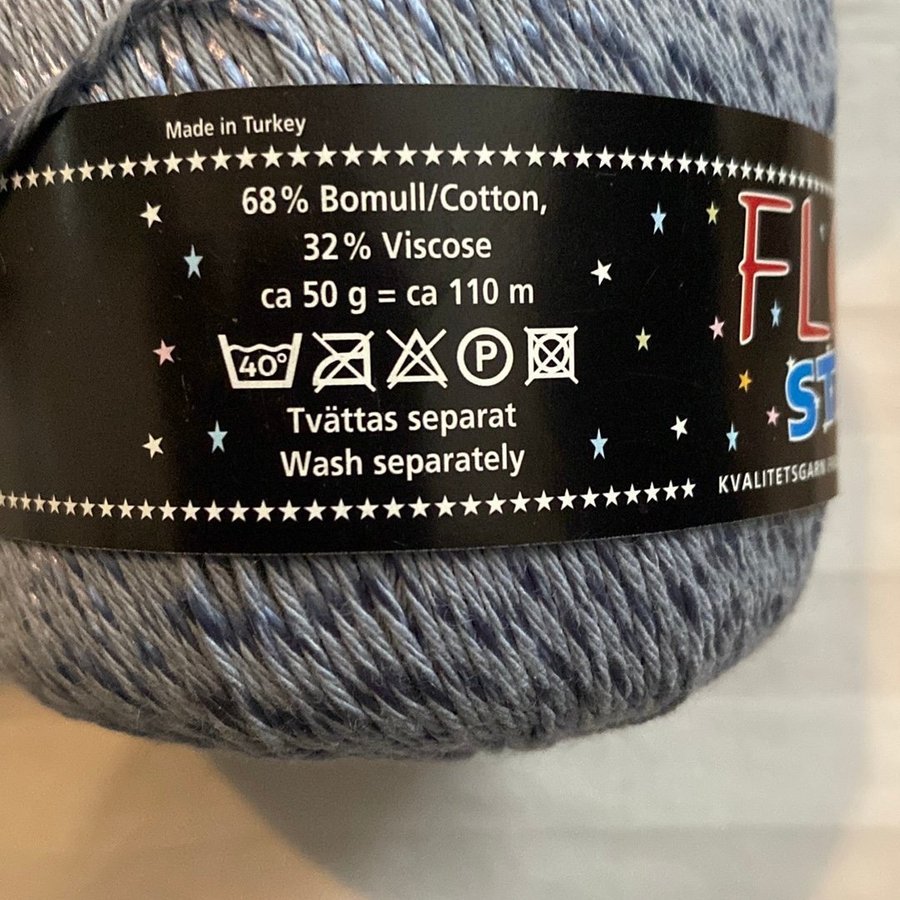 Made in Turkey
68% Bomull/Cotton,
32% Viscose
ca 50 g = ca 110 m
40° P
Tvättas separat
Wash separately
KVALITETSGARN